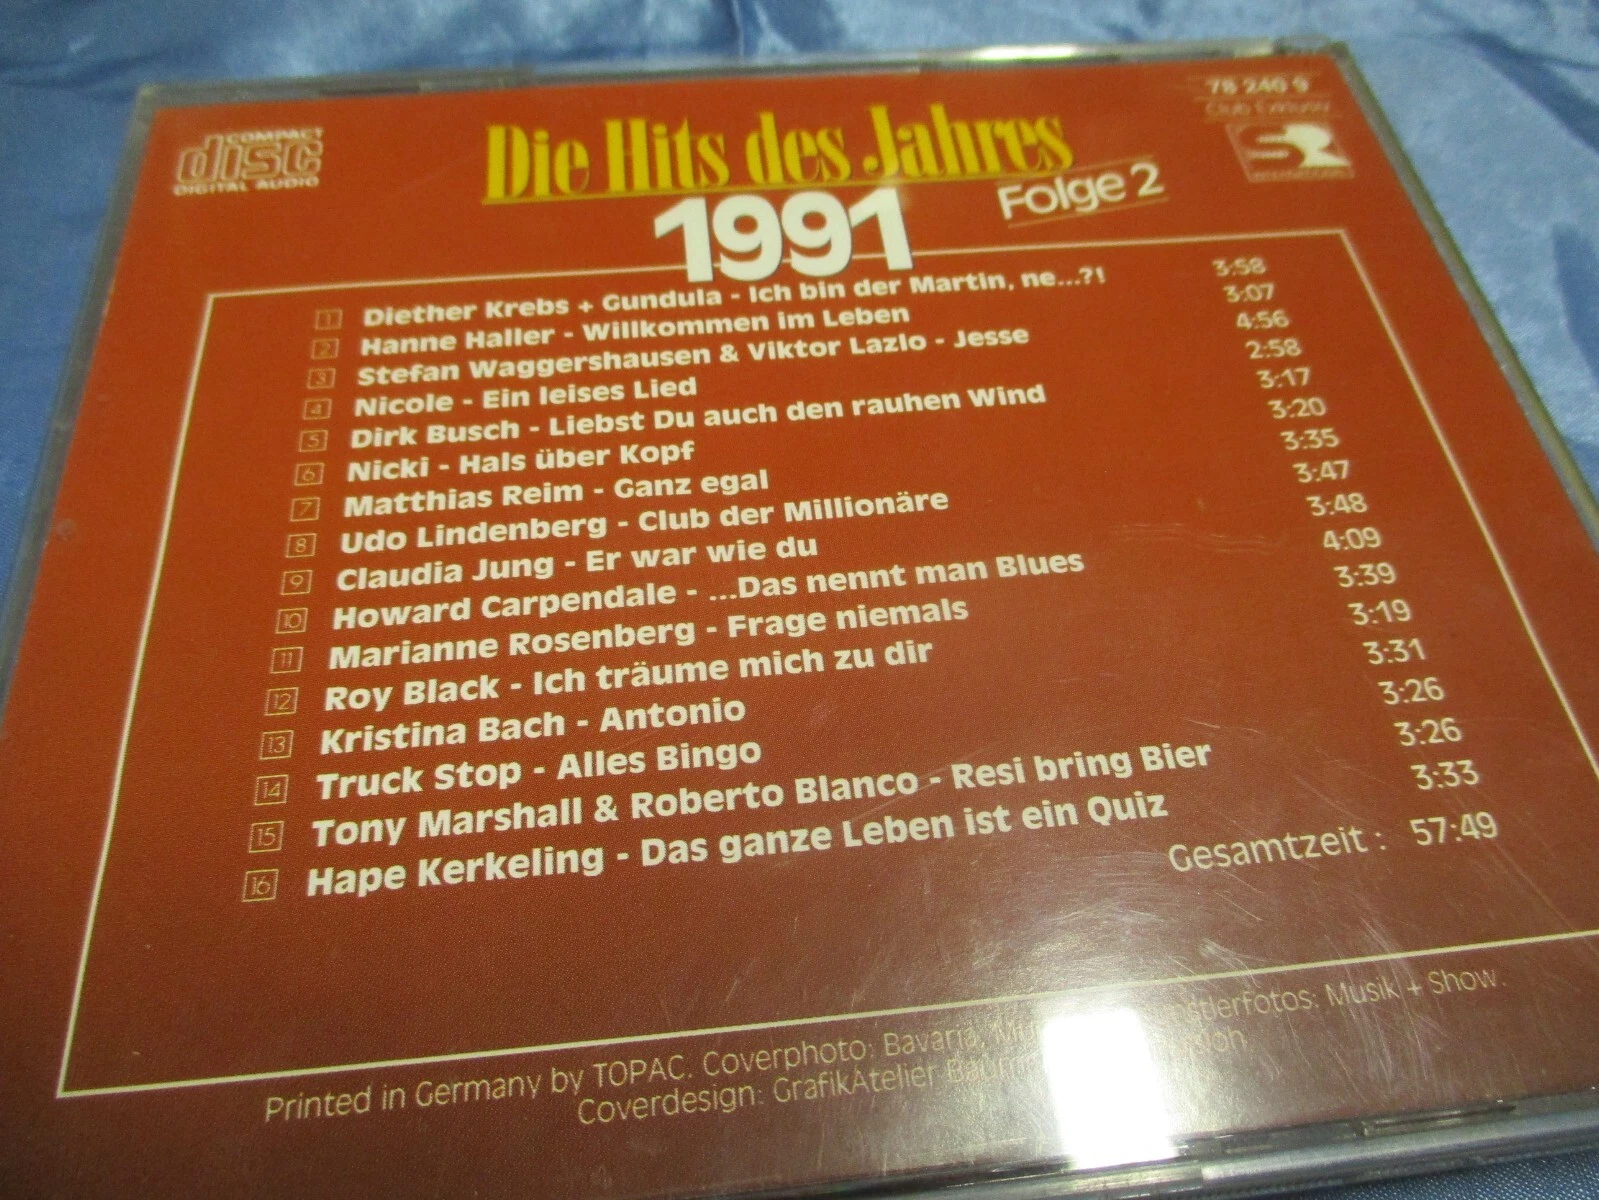 COMPACT
disc
DIGITAL AUDIO
78 240 9
Club Exklusiv
Die Hits des Jahres
1991
Folge 2
1 Diether Krebs + Gundula - Ich bin der Martin, ne...?! 3:58
2 Hanne Haller - Willkommen im Leben 3:07
3 Stefan Waggershausen & Viktor Lazlo - Jesse 4:56
4 Nicole - Ein leises Lied 2:58
5 Dirk Busch - Liebst Du auch den rauhen Wind 3:17
6 Nicki - Hals über Kopf 3:20
7 Matthias Reim - Ganz egal 3:35
8 Udo Lindenberg - Club der Millionäre 3:47
9 Claudia Jung - Er war wie du 3:48
10 Howard Carpendale - ...Das nennt man Blues 4:09
11 Marianne Rosenberg - Frage niemals 3:39
12 Roy Black - Ich träume mich zu dir 3:19
13 Kristina Bach - Antonio 3:31
14 Truck Stop - Alles Bingo 3:26
15 Tony Marshall & Roberto Blanco - Resi bring Bier 3:26
16 Hape Kerkeling - Das ganze Leben ist ein Quiz 3:33
Gesamtzeit : 57:49
Printed in Germany by TOPAC. Coverphoto: Bavaria, Musik + Show.
Coverdesign: GrafikAtelier